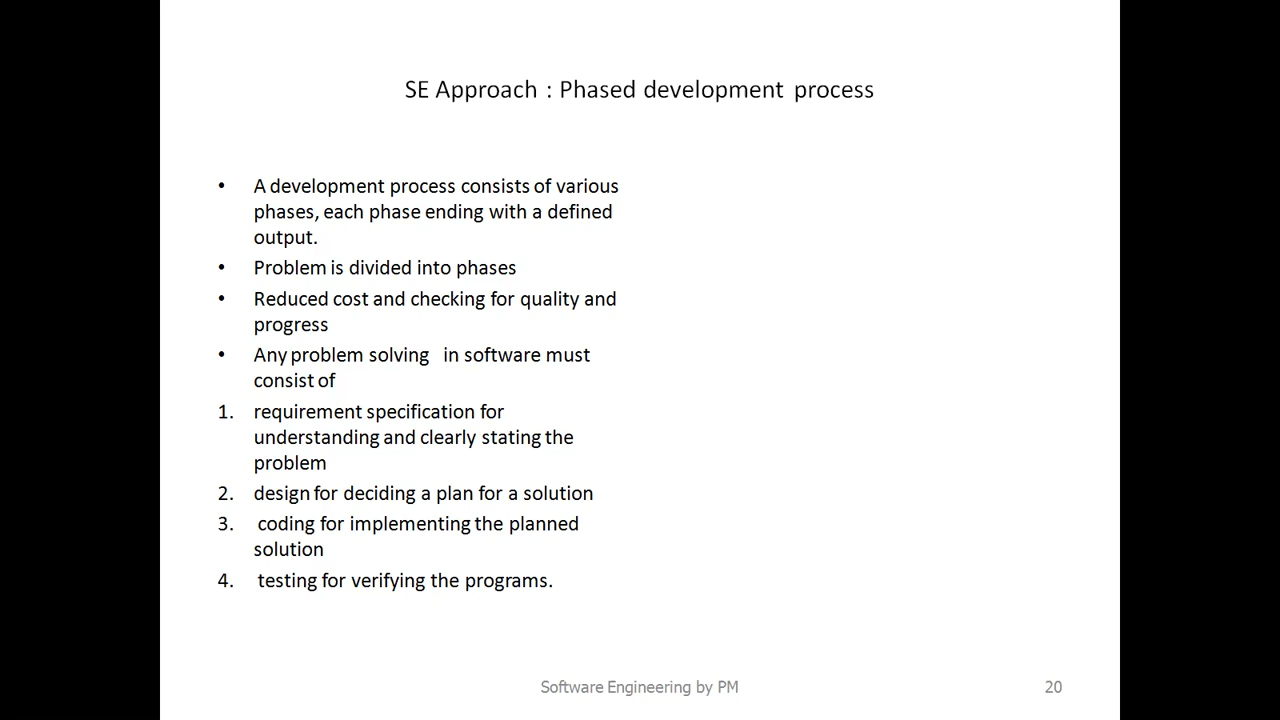 SE Approach : Phased development process
• A development process consists of various
phases, each phase ending with a defined
output.
• Problem is divided into phases
• Reduced cost and checking for quality and
progress
• Any problem solving in software must
consist of
1. requirement specification for
understanding and clearly stating the
problem
2. design for deciding a plan for a solution
3. coding for implementing the planned
solution
4. testing for verifying the programs.
Software Engineering by PM
20